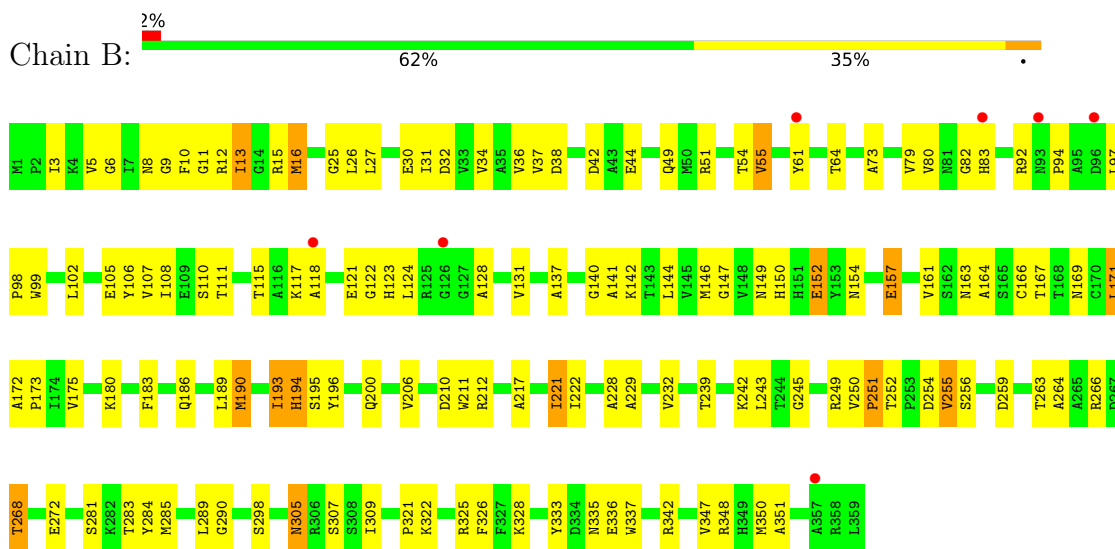 2%
Chain B:
62% 35% •
M1 P2 I3 K4 V5 G6 I7 N8 G9 F10 G11 R12 I13 G14 R15 M16 G25 L26 L27 E30 I31 D32 V33 V34 A35 V36 V37 D38 D42 A43 E44 Q49 M50 R51 T54 V55 Y61 T64 A73 V79 V80 N81 G82 H83 R92 N93 P94 A95 D96 L97
P98 W99 L102 E105 Y106 V107 I108 E109 S110 T111 T115 A116 K117 A118 E121 G122 H123 L124 R125 G126 G127 A128 V131 A137 G140 A141 K142 T143 L144 V145 M146 G147 V148 N149 H150 H151 E152 Y153 N154 E157 V161 S162 N163 A164 S165 C166 T167 T168 N169 C170 L171
A172 P173 I174 V175 K180 F183 Q186 L189 M190 I193 H194 S195 Y196 Q200 V206 D210 W211 R212 A217 I221 I222 A228 A229 V232 T239 K242 L243 T244 G245 R249 V250 P251 T252 P253 D254 V255 S256 D259 T263 A264 A265 R266 D267
T268 E272 S281 K282 T283 Y284 M285 L289 G290 S298 N305 R306 S307 S308 I309 P321 K322 R325 F326 F327 K328 Y333 D334 N335 E336 W337 R342 V347 R348 H349 M350 A351 A357 R358 L359